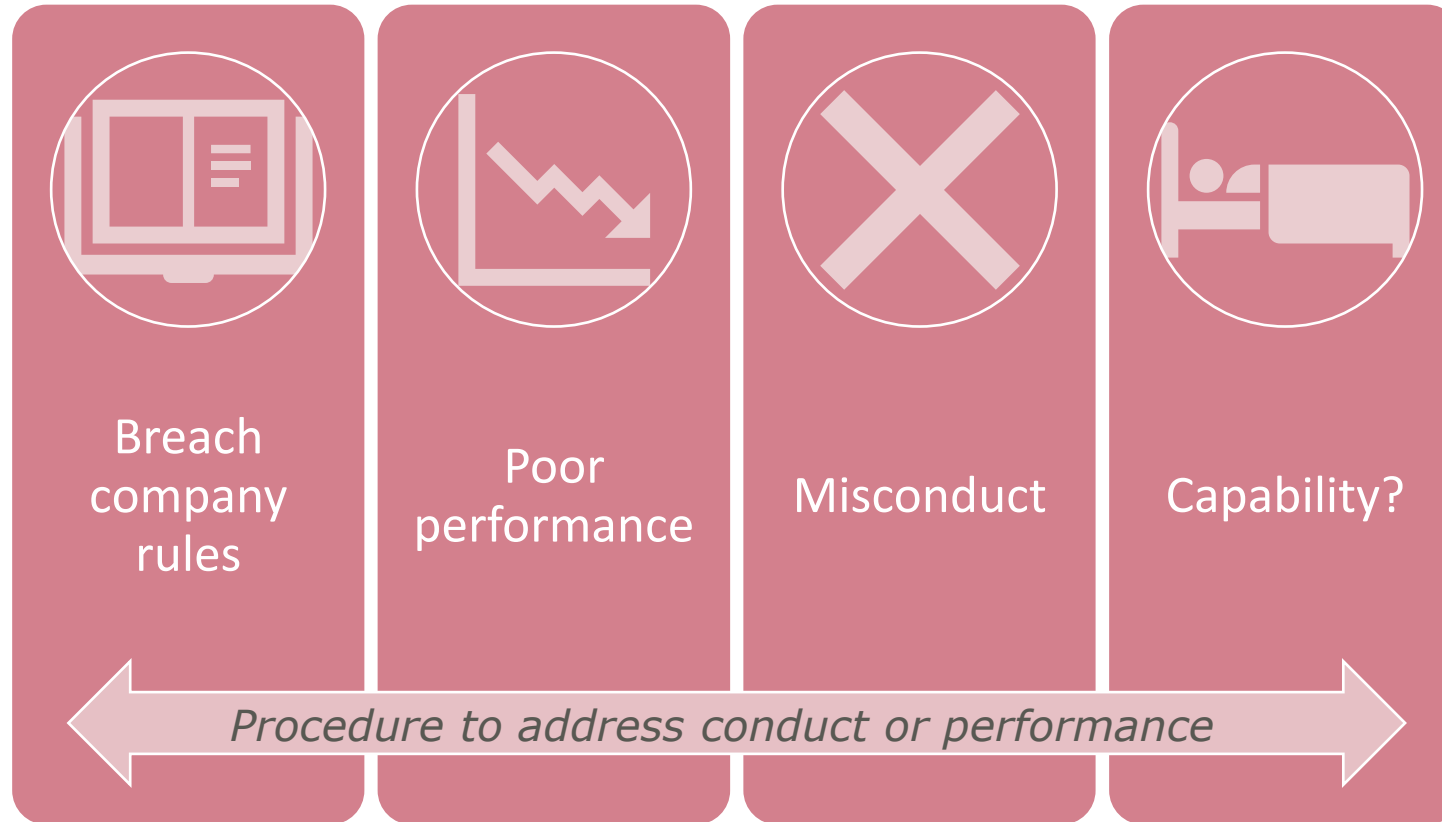 Breach
company
rules
Poor
performance
Misconduct
Capability?
Procedure to address conduct or performance